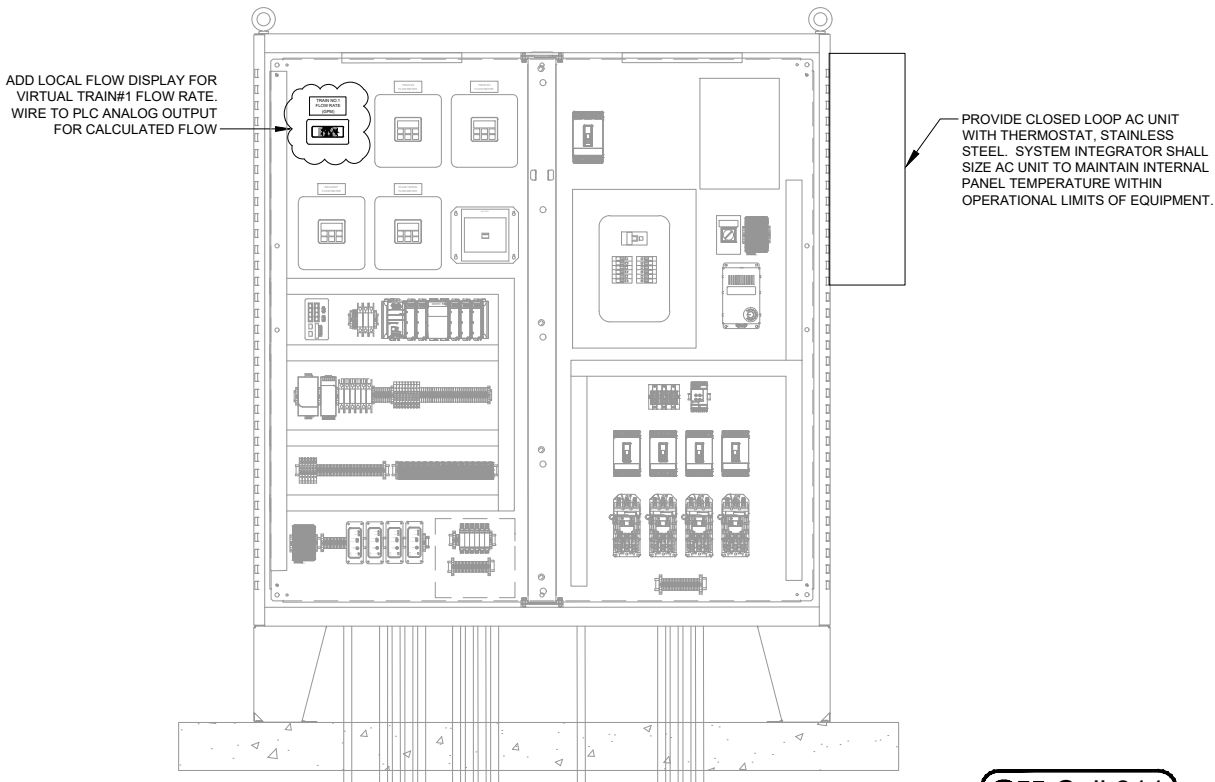 ADD LOCAL FLOW DISPLAY FOR
VIRTUAL TRAIN#1 FLOW RATE.
WIRE TO PLC ANALOG OUTPUT
FOR CALCULATED FLOW
TRAIN NO.1
FLOW RATE
(GPM)
PROVIDE CLOSED LOOP AC UNIT
WITH THERMOSTAT, STAINLESS
STEEL. SYSTEM INTEGRATOR SHALL
SIZE AC UNIT TO MAINTAIN INTERNAL
PANEL TEMPERATURE WITHIN
OPERATIONAL LIMITS OF EQUIPMENT.